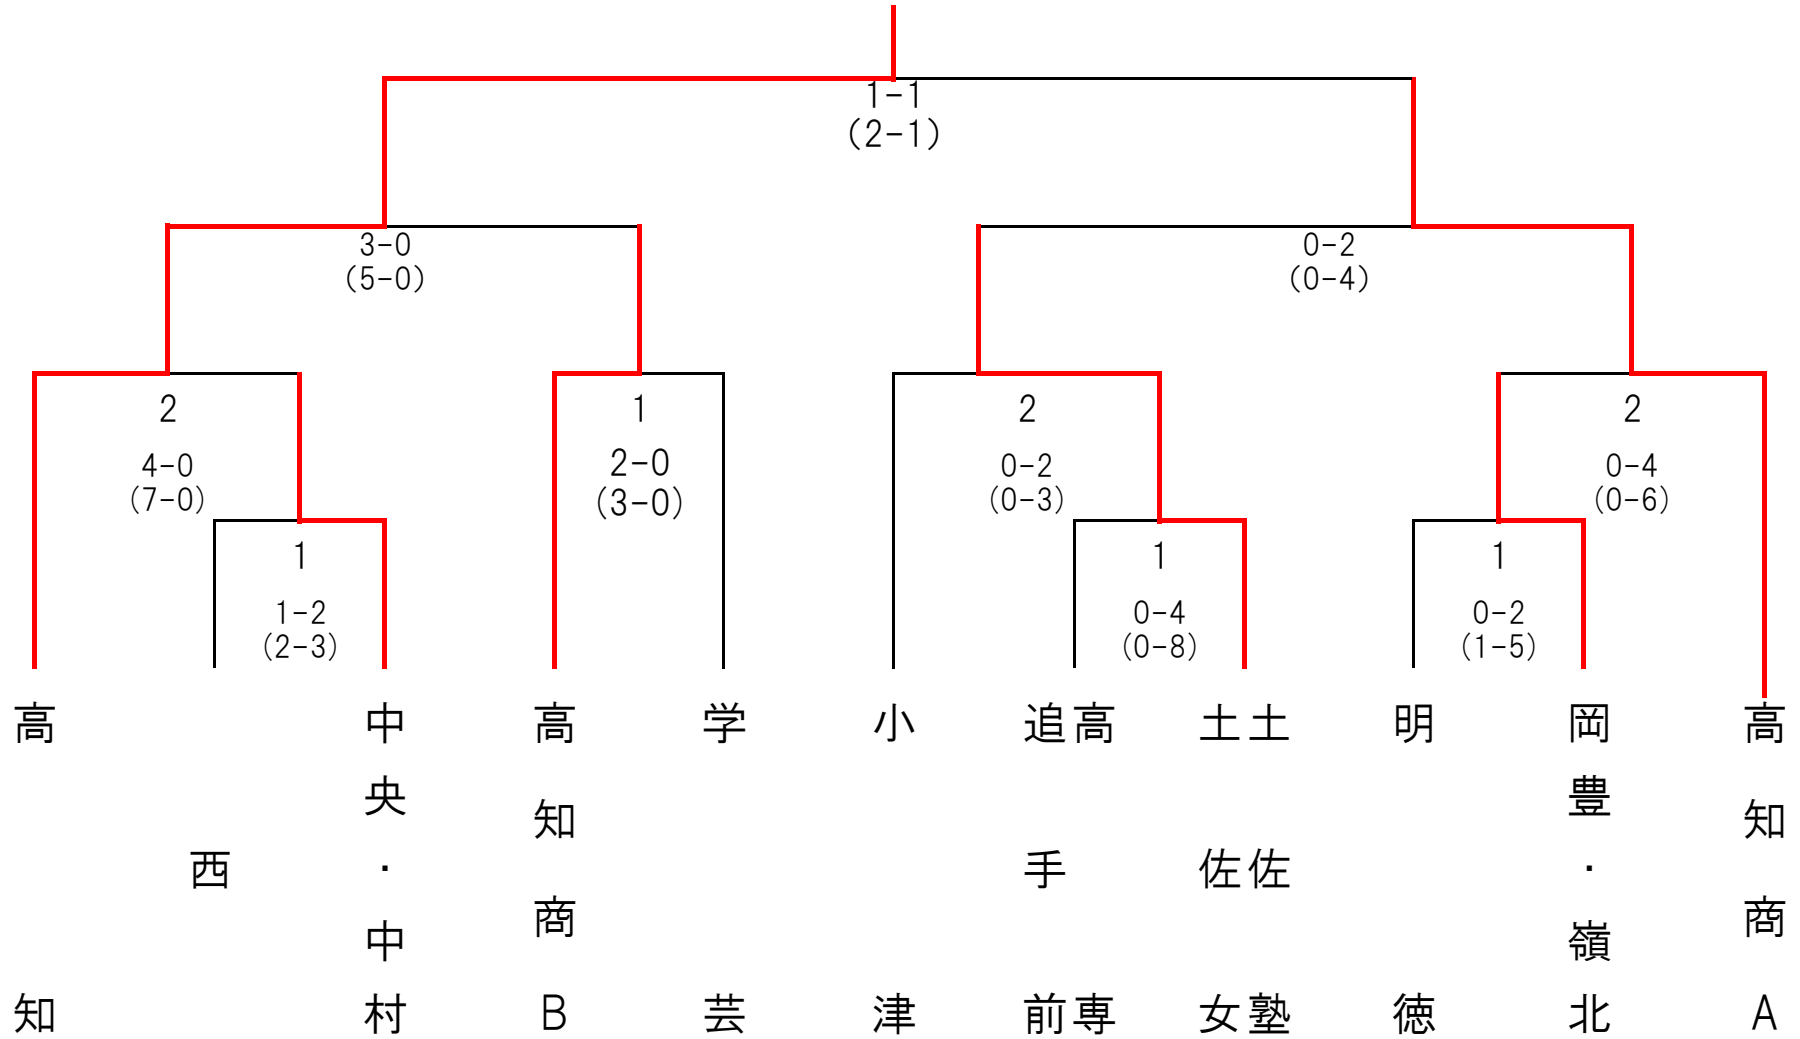 1-1
(2-1)
3-0
(5-0)
0-2
(0-4)
2
4-0
(7-0)
1
2-0
(3-0)
2
0-2
(0-3)
2
0-4
(0-6)
1
1-2
(2-3)
1
0-4
(0-8)
1
0-2
(1-5)
高知
西
中央・中村
高知商B
学芸
小津
追手前
高専
土佐女
土佐塾
明徳
岡豊・嶺北
高知商A